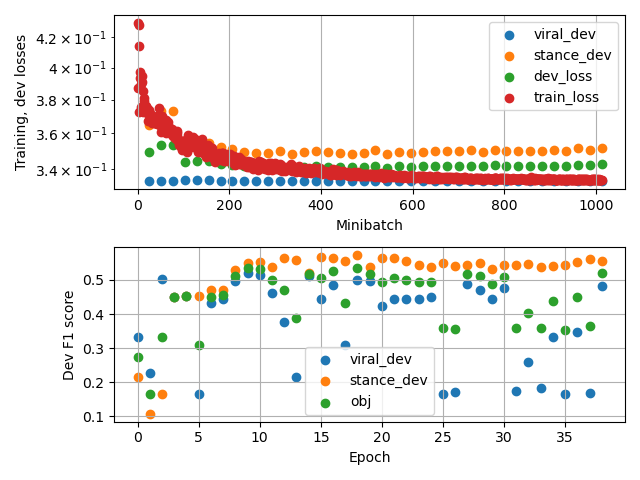 Training, dev losses
4.2 × 10⁻¹
4 × 10⁻¹
3.8 × 10⁻¹
3.6 × 10⁻¹
3.4 × 10⁻¹
viral_dev
stance_dev
dev_loss
train_loss
0 200 400 600 800 1000
Minibatch
Dev F1 score
0.5
0.4
0.3
0.2
0.1
viral_dev
stance_dev
obj
0 5 10 15 20 25 30 35
Epoch